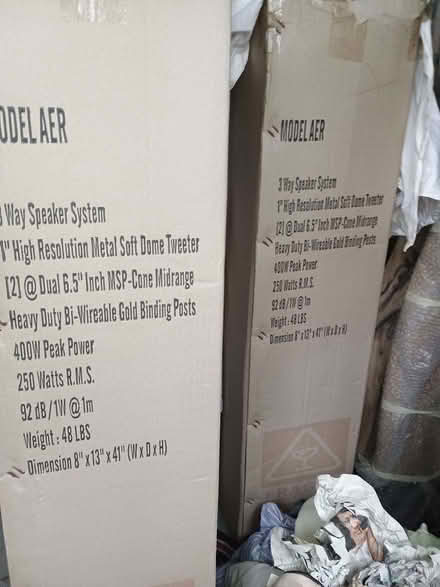 ODEL AER
3 Way Speaker System
1" High Resolution Metal Soft Dome Tweeter
[2] @ Dual 6.5" Inch MSP-Cone Midrange
Heavy Duty Bi-Wireable Gold Binding Posts
400W Peak Power
250 Watts R.M.S.
92 dB/1W @1m
Weight : 48 LBS
Dimension 8" x 13" x 41" (W x D x H)
MODEL AER
3 Way Speaker System
1" High Resolution Metal Soft Dome Tweeter
[2] @ Dual 6.5" Inch MSP-Cone Midrange
Heavy Duty Bi-Wireable Gold Binding Posts
400W Peak Power
250 Watts R.M.S.
92 dB/1W @1m
Weight : 48 LBS
Dimension 8" x 13" x 41" (W x D x H)